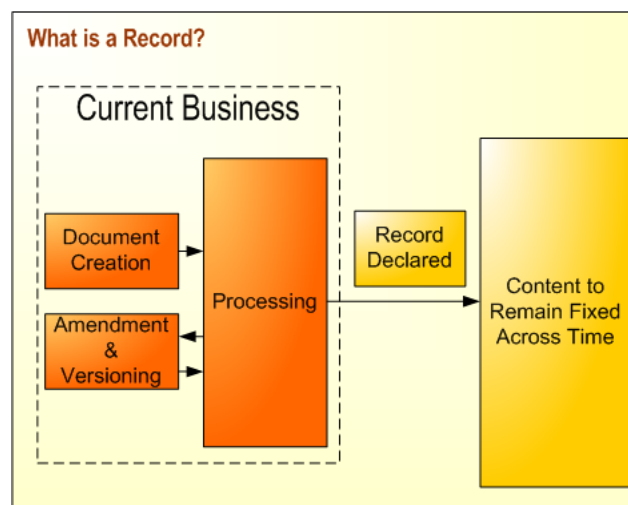 What is a Record?
Current Business
Document
Creation
Amendment
&
Versioning
Processing
Record
Declared
Content to
Remain Fixed
Across Time